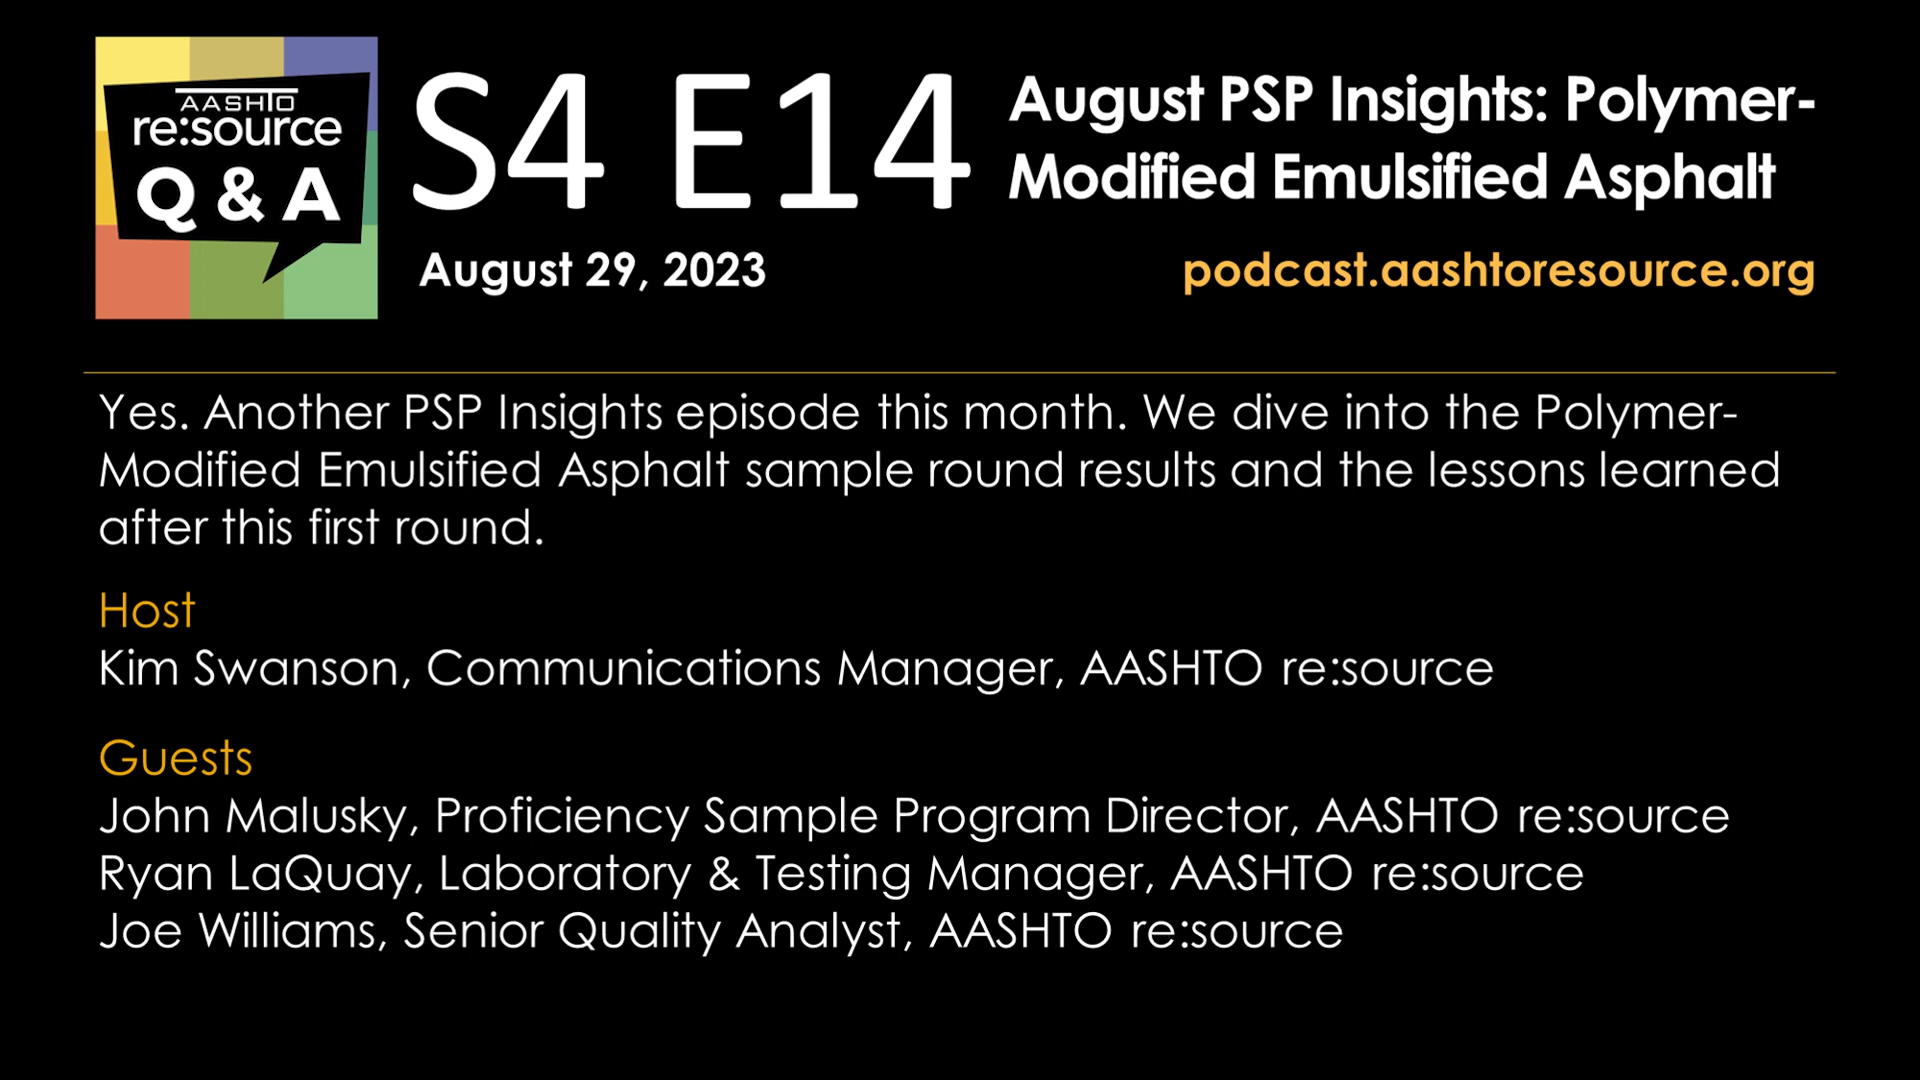 AASHTO
re:source
Q & A
S4 E14
August PSP Insights: Polymer-
Modified Emulsified Asphalt
August 29, 2023
podcast.aashtoresource.org
Yes. Another PSP Insights episode this month. We dive into the Polymer-
Modified Emulsified Asphalt sample round results and the lessons learned
after this first round.
Host
Kim Swanson, Communications Manager, AASHTO re:source
Guests
John Malusky, Proficiency Sample Program Director, AASHTO re:source
Ryan LaQuay, Laboratory & Testing Manager, AASHTO re:source
Joe Williams, Senior Quality Analyst, AASHTO re:source